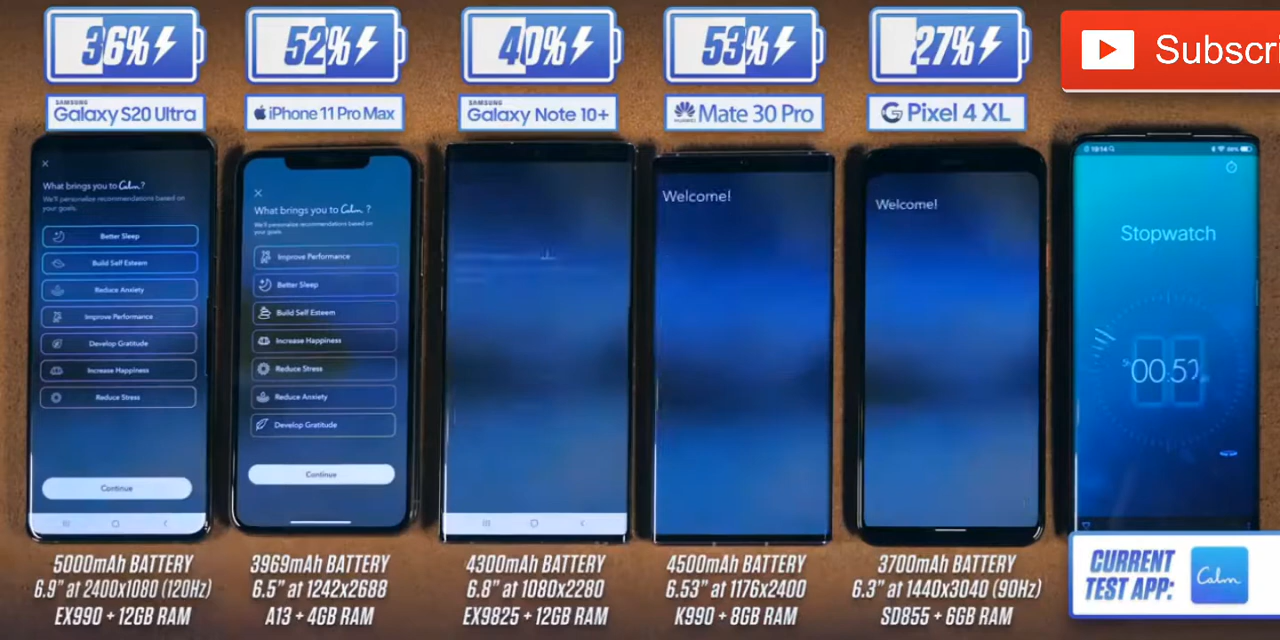 36%
52%
40%
53%
27%
Subscri
SAMSUNG
Galaxy S20 Ultra
iPhone 11 Pro Max
SAMSUNG
Galaxy Note 10+
HUAWEI
Mate 30 Pro
G Pixel 4 XL
What brings you to Calm?
We'll personalize recommendations based on
your goals.
Better Sleep
Build Self Esteem
Reduce Anxiety
Improve Performance
Develop Gratitude
Increase Happiness
Reduce Stress
Continue
What brings you to Calm ?
We'll personalize recommendations based on
your goals.
Improve Performance
Better Sleep
Build Self Esteem
Increase Happiness
Reduce Stress
Reduce Anxiety
Develop Gratitude
Continue
Welcome!
Welcome!
19:14
Stopwatch
5000mAh BATTERY
6.9" at 2400x1080 (120Hz)
EX990 + 12GB RAM
3969mAh BATTERY
6.5" at 1242x2688
A13 + 4GB RAM
4300mAh BATTERY
6.8" at 1080x2280
EX9825 + 12GB RAM
4500mAh BATTERY
6.53" at 1176x2400
K990 + 8GB RAM
3700mAh BATTERY
6.3" at 1440x3040 (90Hz)
SD855 + 6GB RAM
CURRENT
TEST APP:
Calm